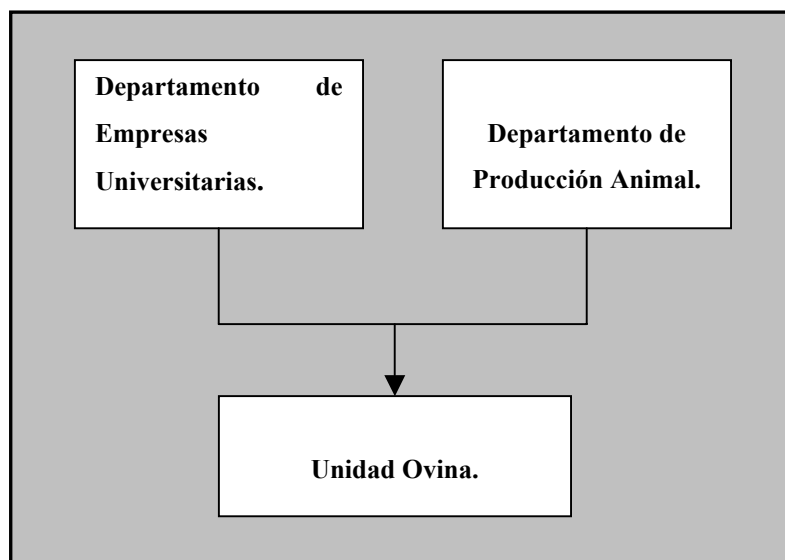 Departamento de
Empresas
Universitarias.
Departamento de
Producción Animal.
Unidad Ovina.